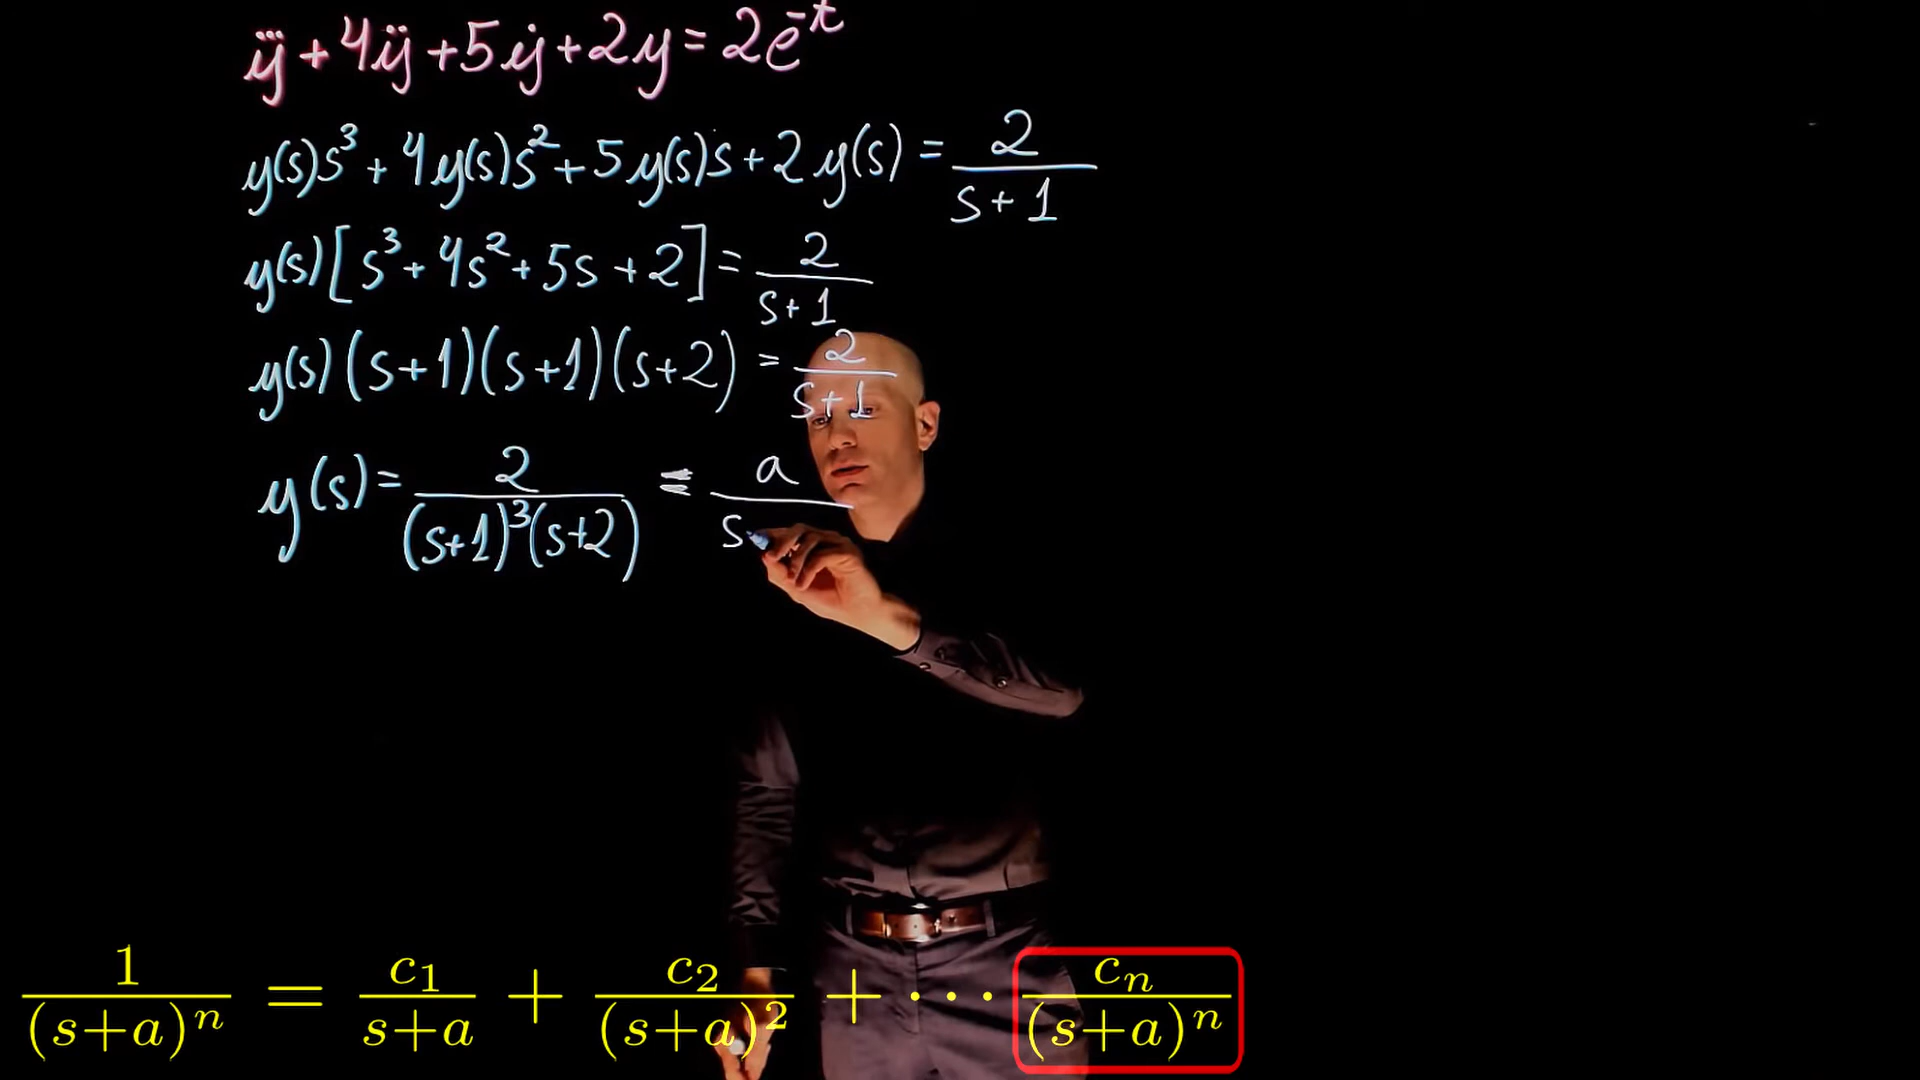 y⃛ + 4ÿ + 5ẏ + 2y = 2e^-t
y(s)s³ + 4y(s)s² + 5y(s)s + 2y(s) = 2/(s+1)
y(s)[s³ + 4s² + 5s + 2] = 2/(s+1)
y(s)(s+1)(s+1)(s+2) = 2/(s+1)
y(s) = 2/((s+1)³(s+2)) = a/s
1/(s+a)ⁿ = c₁/(s+a) + c₂/(s+a)² + ··· cₙ/(s+a)ⁿ